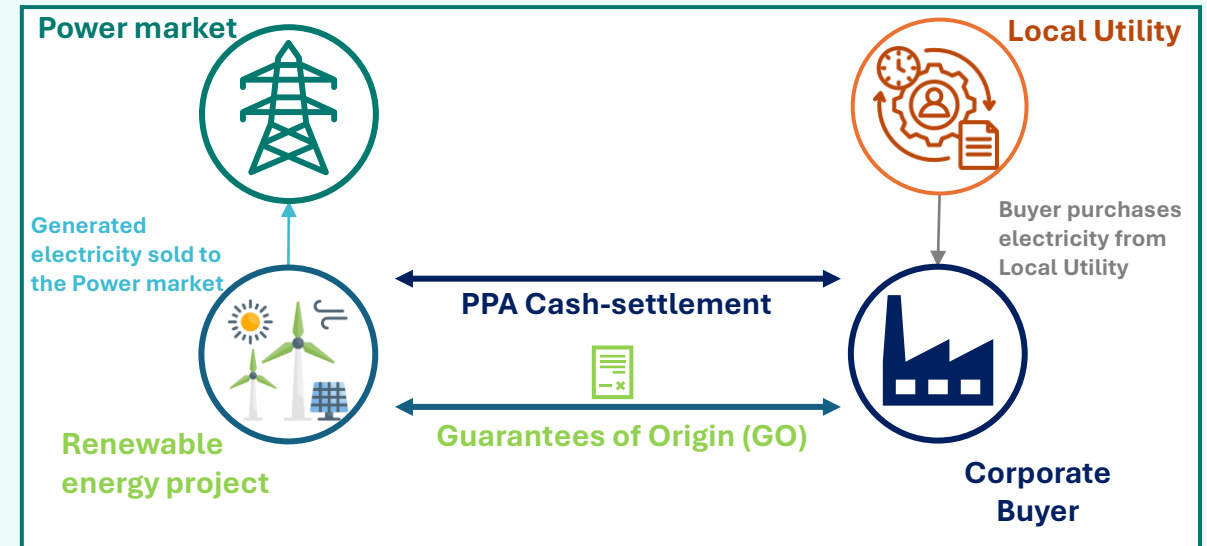 Power market
Local Utility
Generated
electricity sold to
the Power market
Buyer purchases
electricity from
Local Utility
PPA Cash-settlement
Guarantees of Origin (GO)
Renewable
energy project
Corporate
Buyer